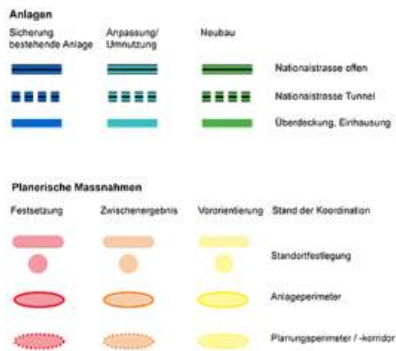 Anlagen
Sicherung bestehende Anlage
Anpassung/ Umnutzung
Neubau
Nationalstrasse offen
Nationalstrasse Tunnel
Überdeckung, Einhausung
Planerische Massnahmen
Festsetzung
Zwischenergebnis
Vororientierung
Stand der Koordination
Standortfestlegung
Anlageperimeter
Planungsperimeter / -korridor